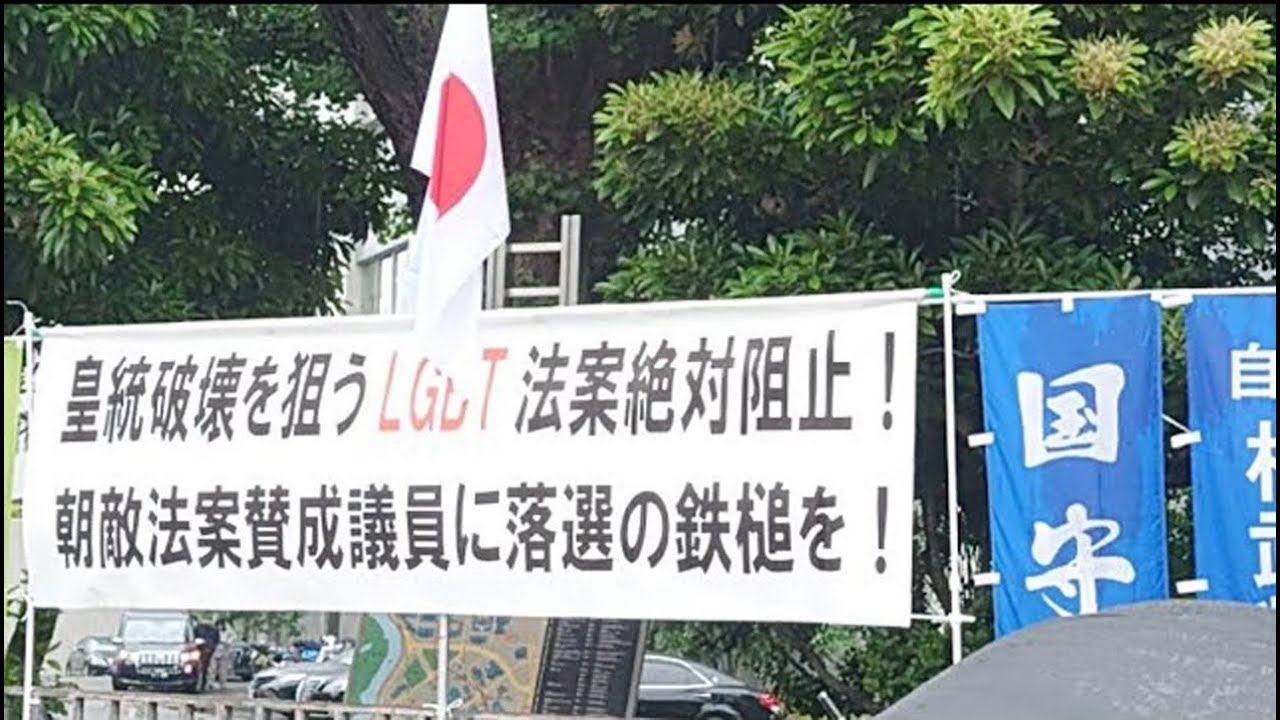 皇統破壊を狙うLGBT法案絶対阻止！
朝敵法案賛成議員に落選の鉄槌を！
国守
自